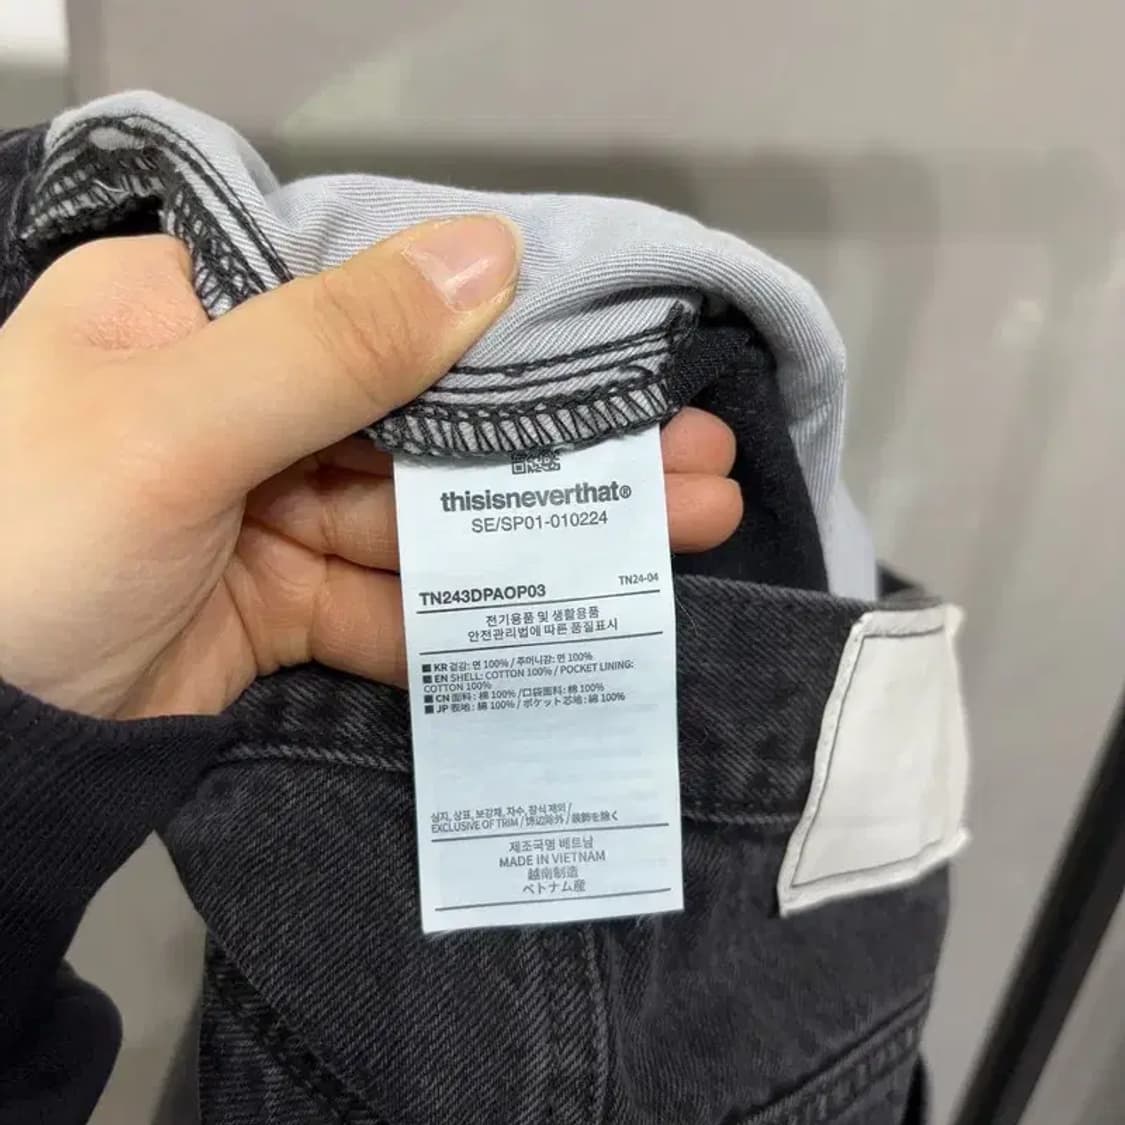 thisisneverthat®
SE/SP01-010224
TN243DPAOP03 TN24-04
전기용품 및 생활용품
안전관리법에 따른 품질표시
KR 겉감: 면 100% / 주머니감: 면 100%
EN SHELL: COTTON 100% / POCKET LINING:
COTTON 100%
CN 面料: 棉 100% /口袋面料: 棉 100%
JP 表地: 綿 100% / ポケット芯地: 綿 100%
심지, 상표, 보강재, 자수, 장식 제외 /
EXCLUSIVE OF TRIM / 饰边除外 / 装飾を除く
제조국명 베트남
MADE IN VIETNAM
越南制造
ベトナム産